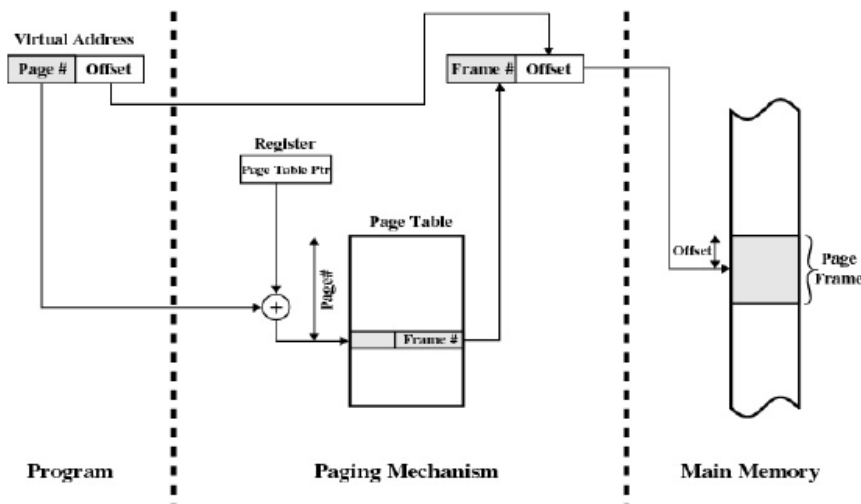 Virtual Address
Page # Offset
Frame # Offset
Register
Page Table Ptr
Page Table
Page#
Frame #
Offset
Page
Frame
Program
Paging Mechanism
Main Memory